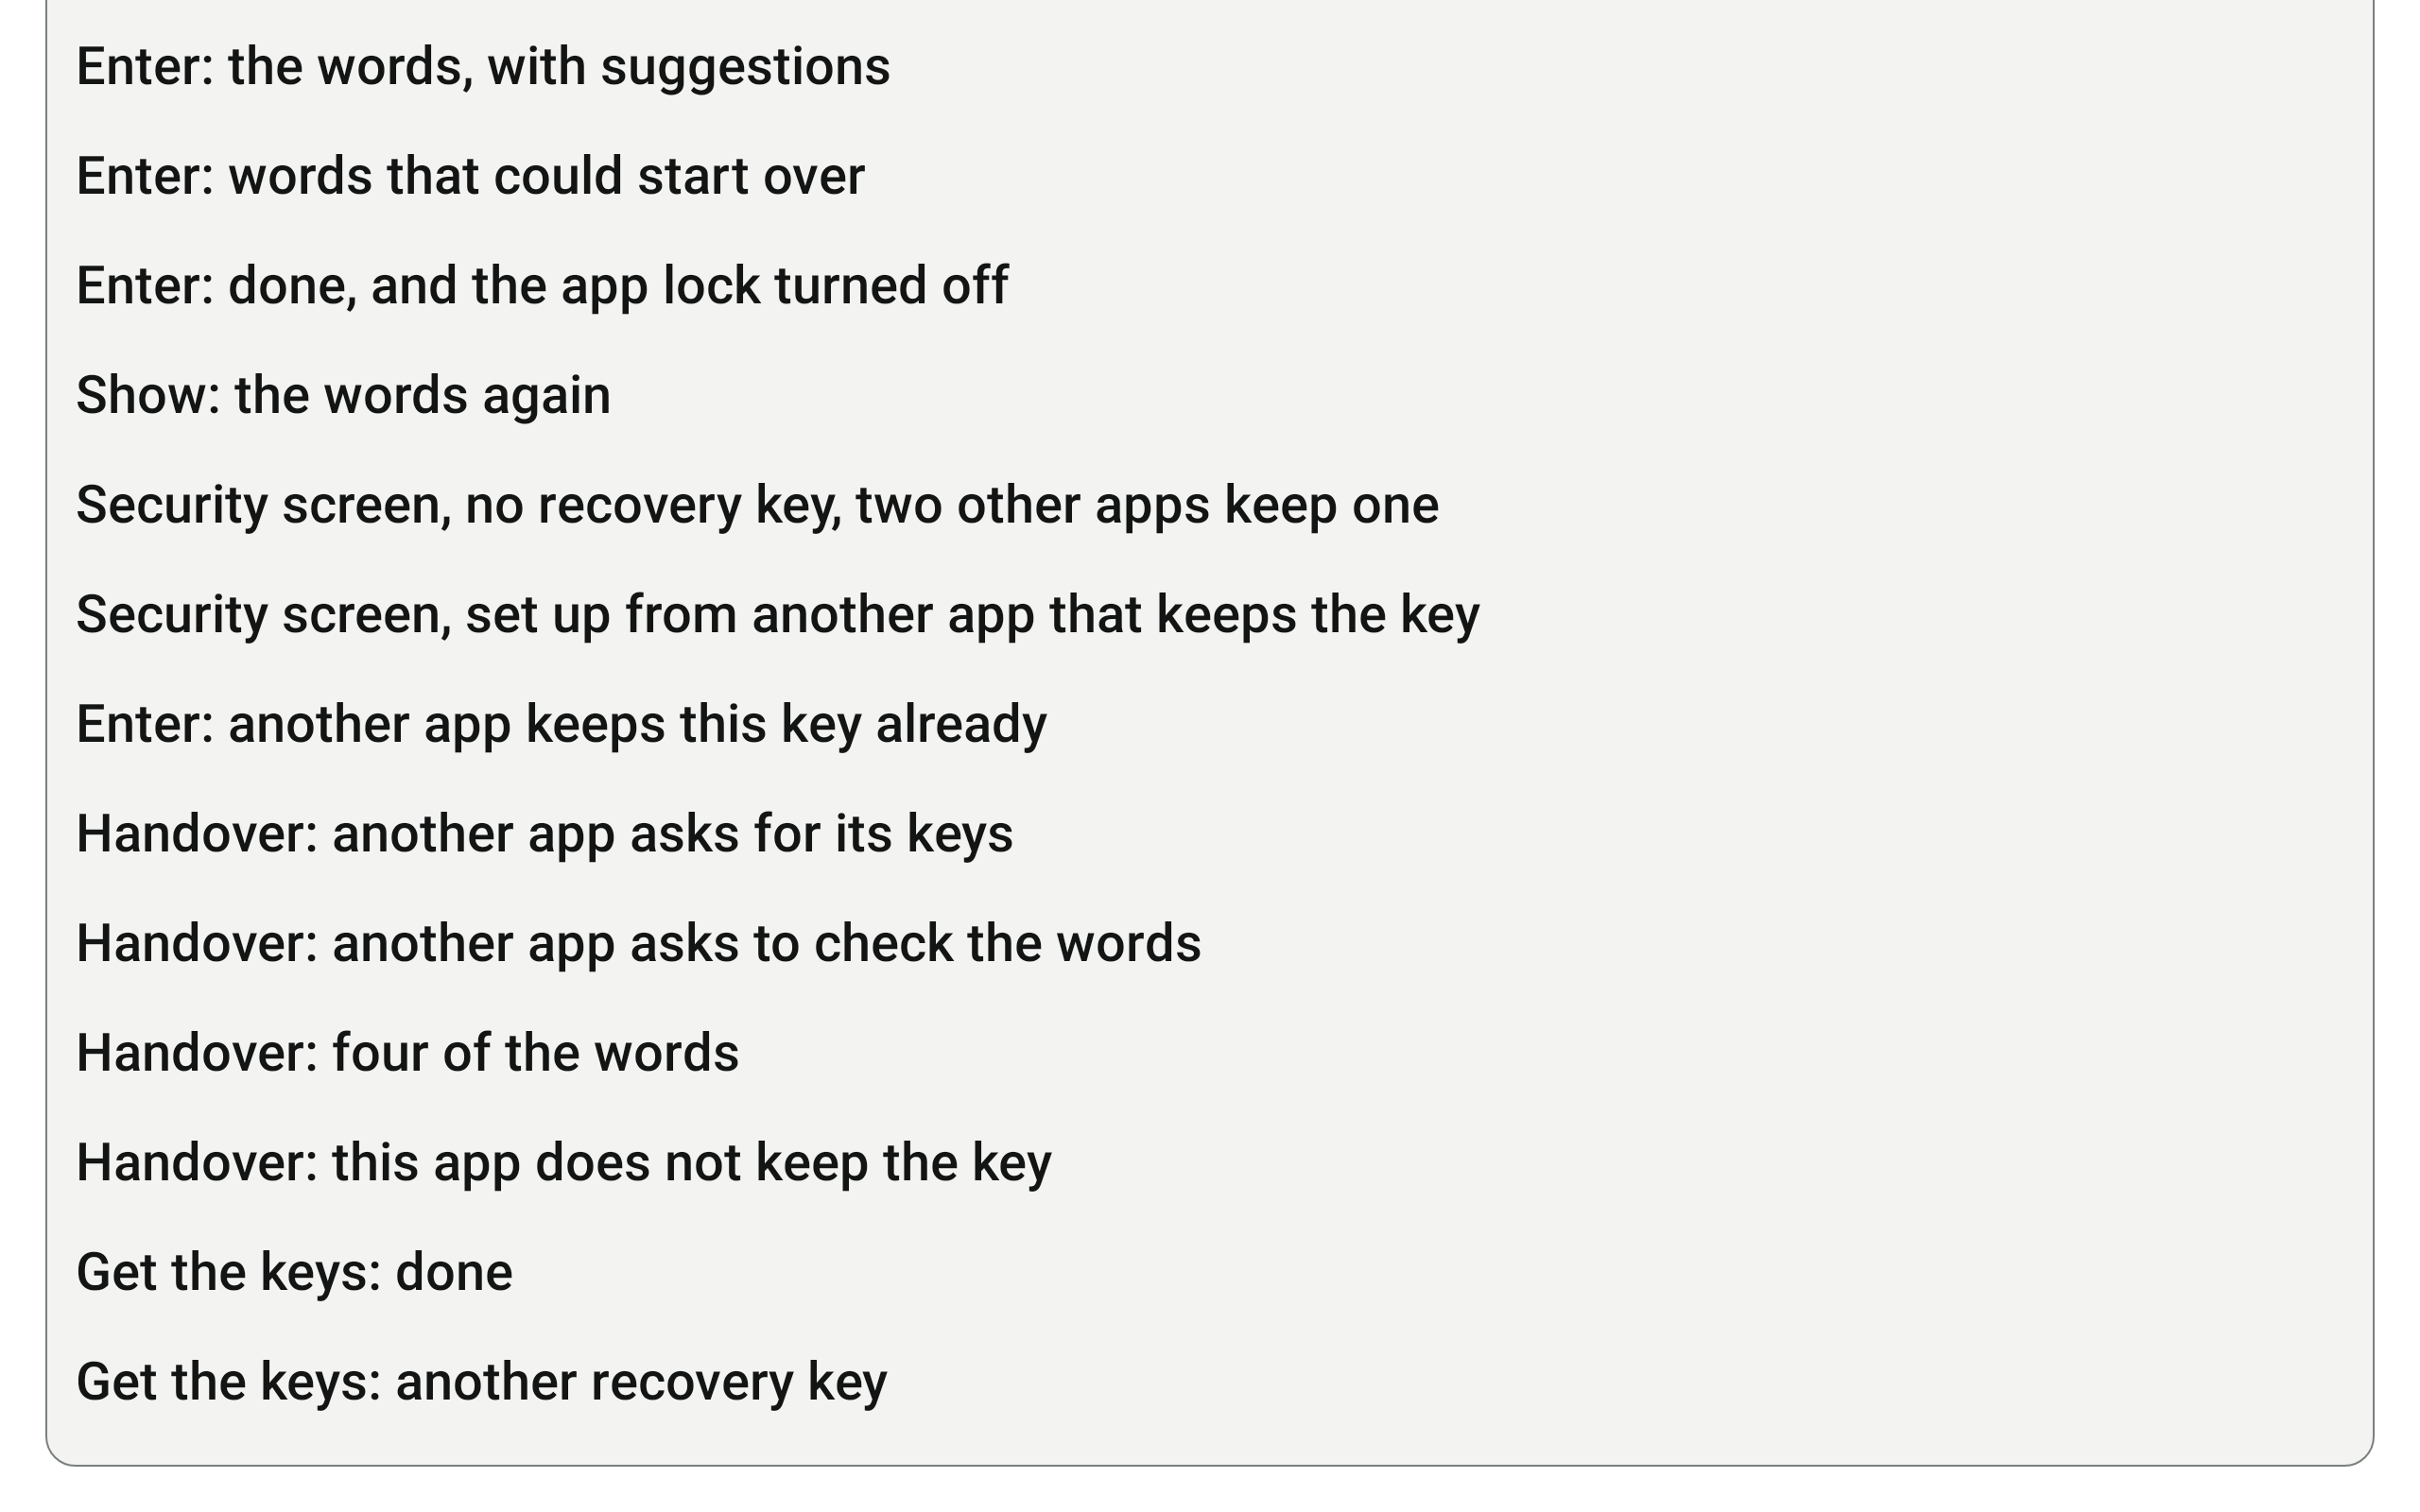 Enter: the words, with suggestions
Enter: words that could start over
Enter: done, and the app lock turned off
Show: the words again
Security screen, no recovery key, two other apps keep one
Security screen, set up from another app that keeps the key
Enter: another app keeps this key already
Handover: another app asks for its keys
Handover: another app asks to check the words
Handover: four of the words
Handover: this app does not keep the key
Get the keys: done
Get the keys: another recovery key